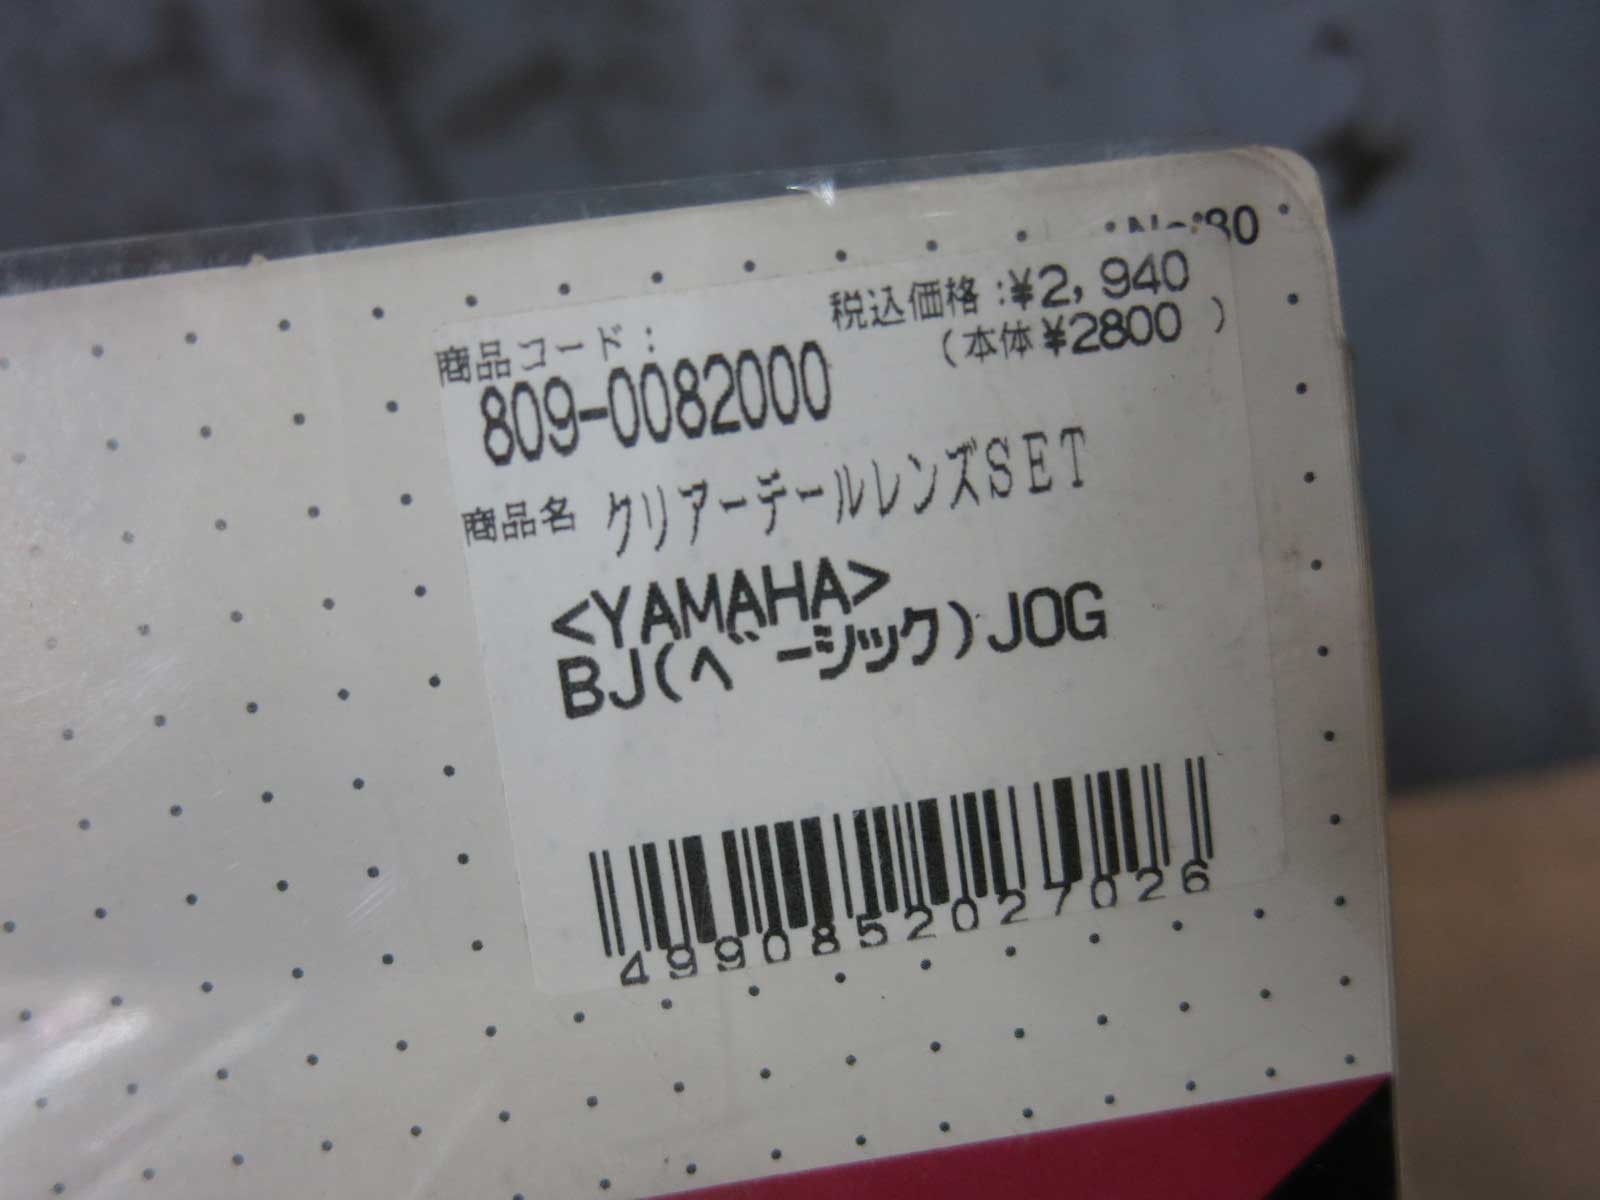 80
税込価格:¥2,940
(本体¥2800 )
商品コード:
809-0082000
商品名 クリアーテールレンズSET
<YAMAHA>
BJ(ベーシック)JOG
4990852027026